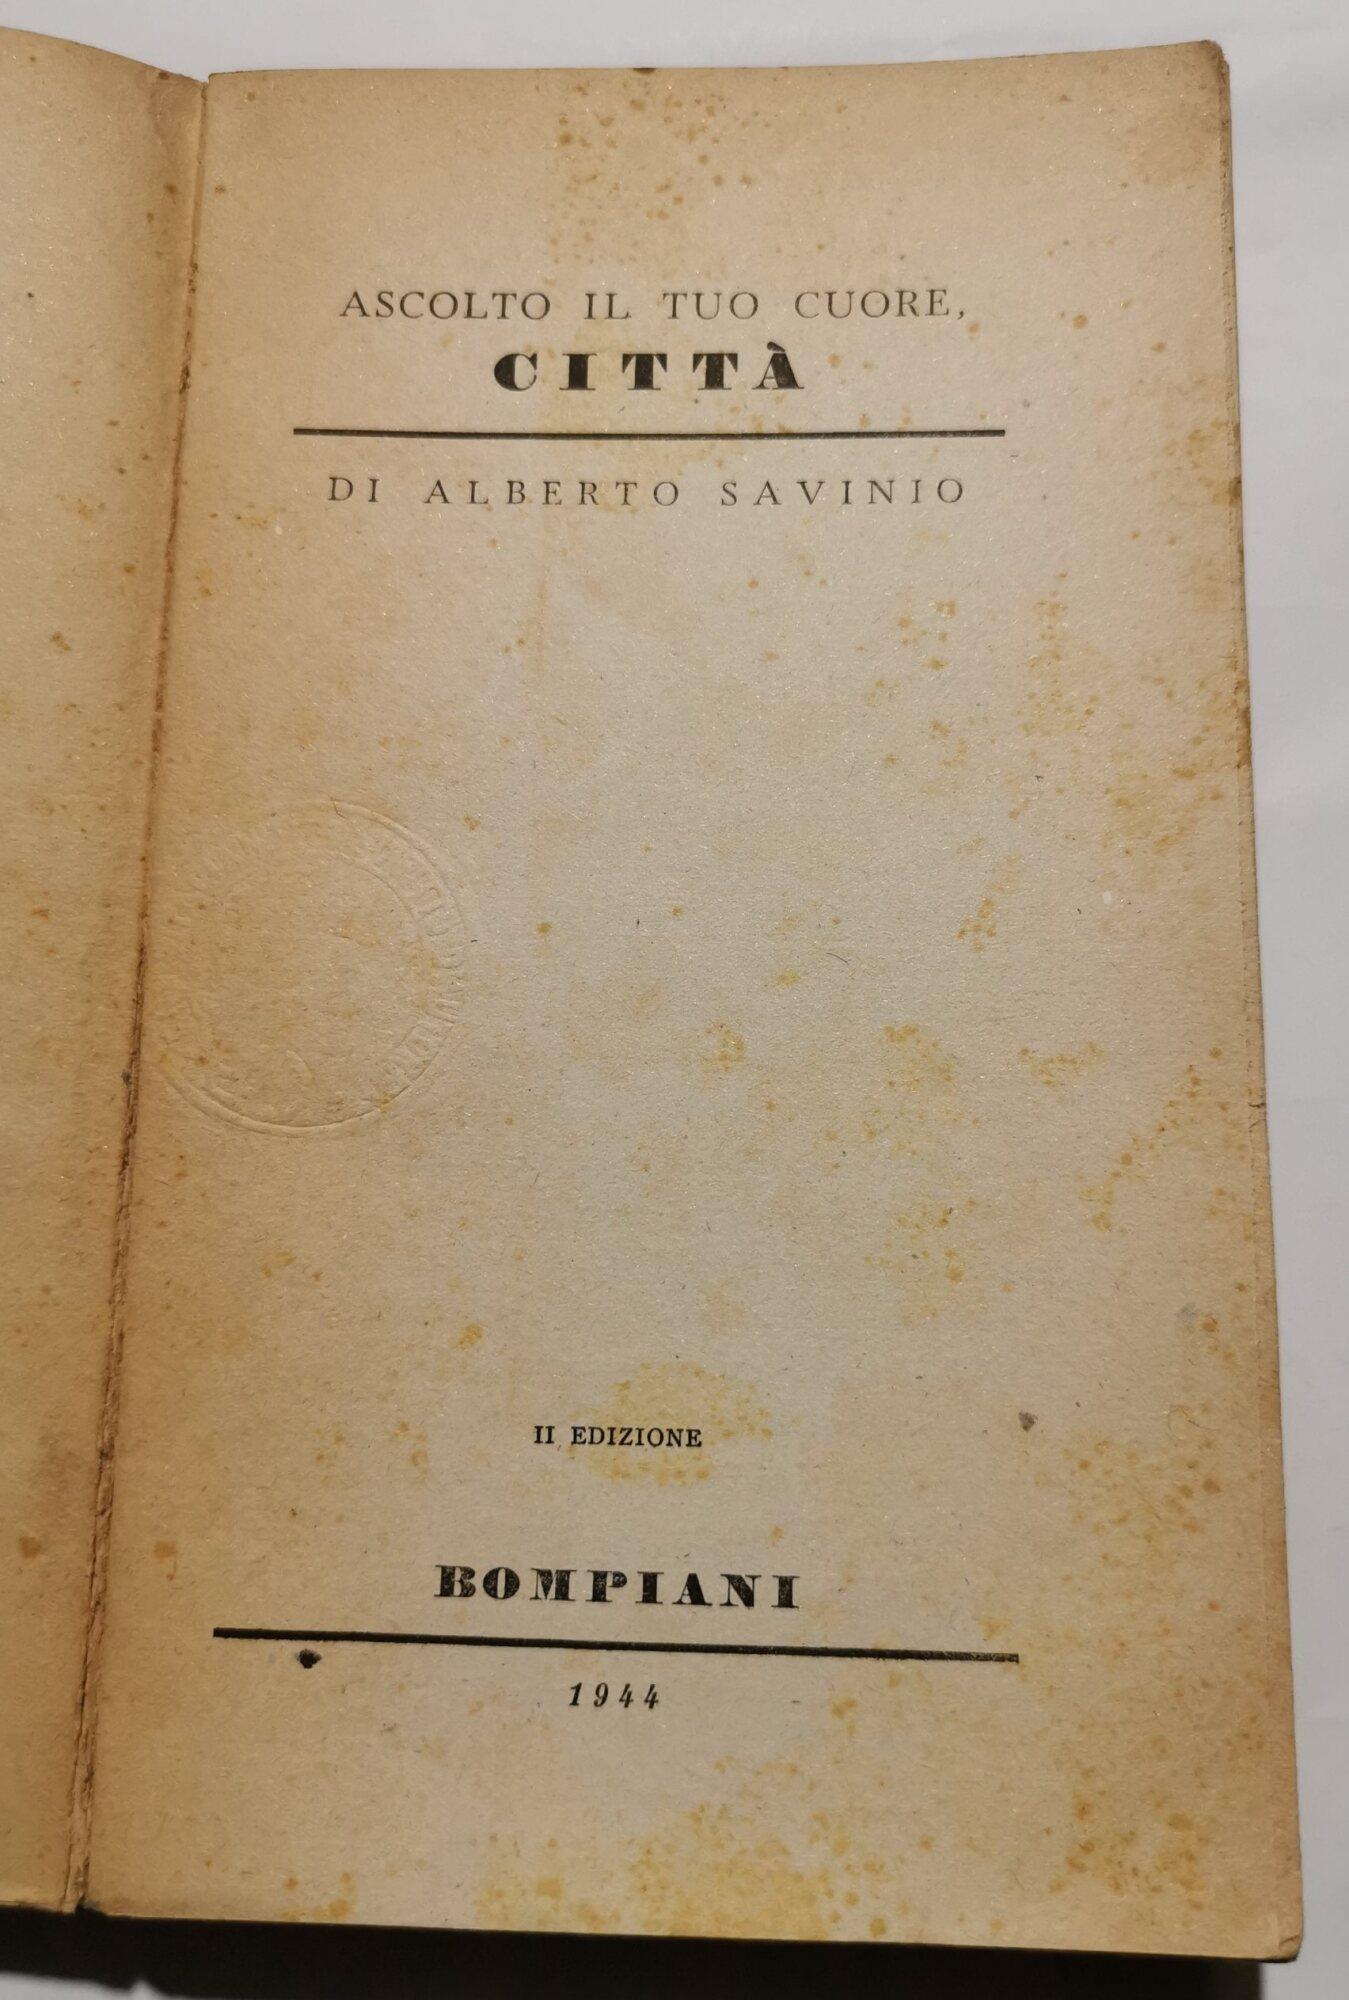 ASCOLTO IL TUO CUORE,
CITTÀ
DI ALBERTO SAVINIO
II EDIZIONE
BOMPIANI
1944